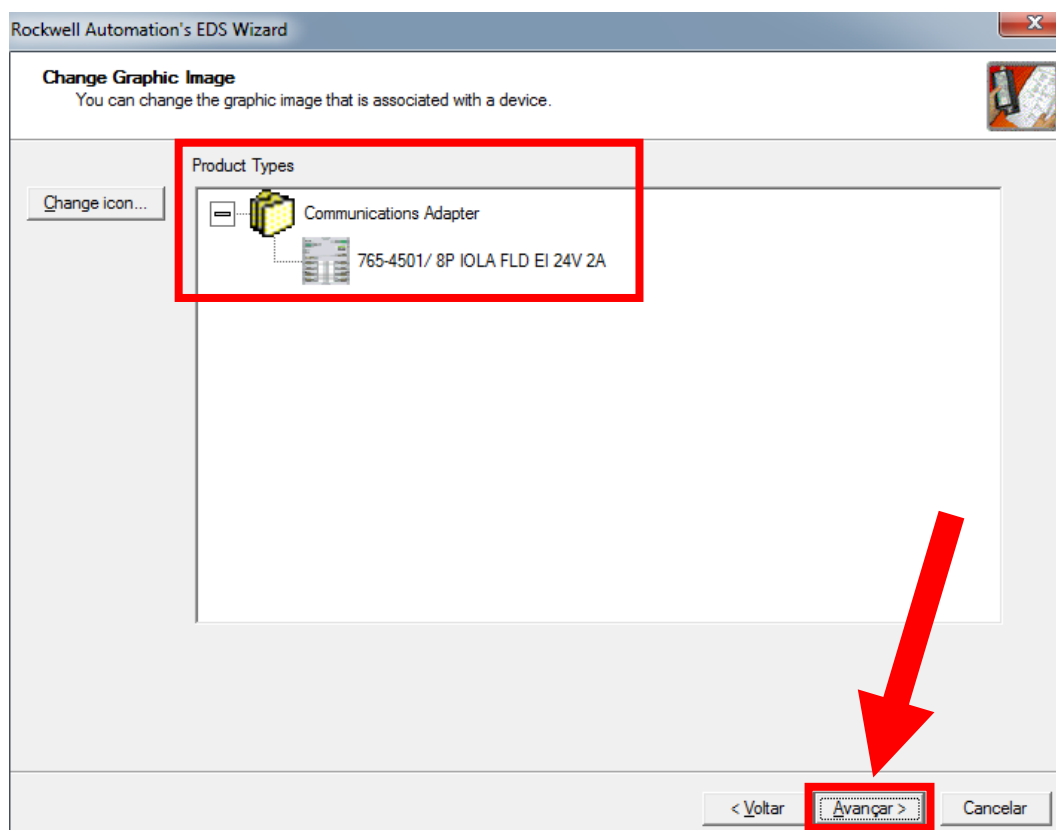 Rockwell Automation's EDS Wizard
X
Change Graphic Image
You can change the graphic image that is associated with a device.
Product Types
Change icon...
Communications Adapter
765-4501/ 8P IOLA FLD EI 24V 2A
< Voltar
Avançar >
Cancelar